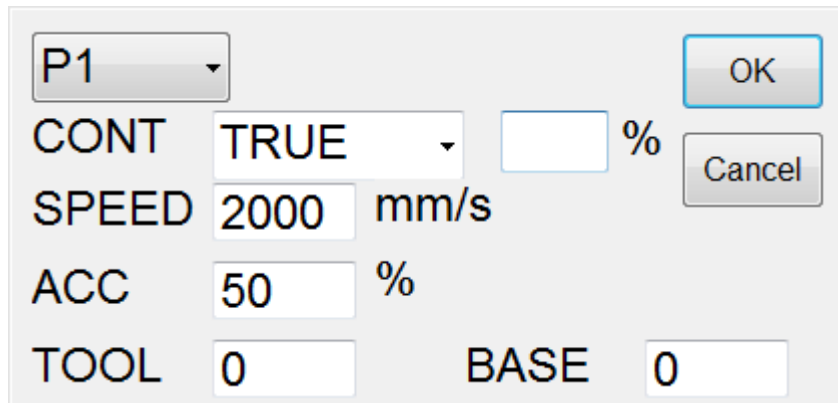 P1 OK
CONT TRUE %
Cancel
SPEED 2000 mm/s
ACC 50 %
TOOL 0 BASE 0